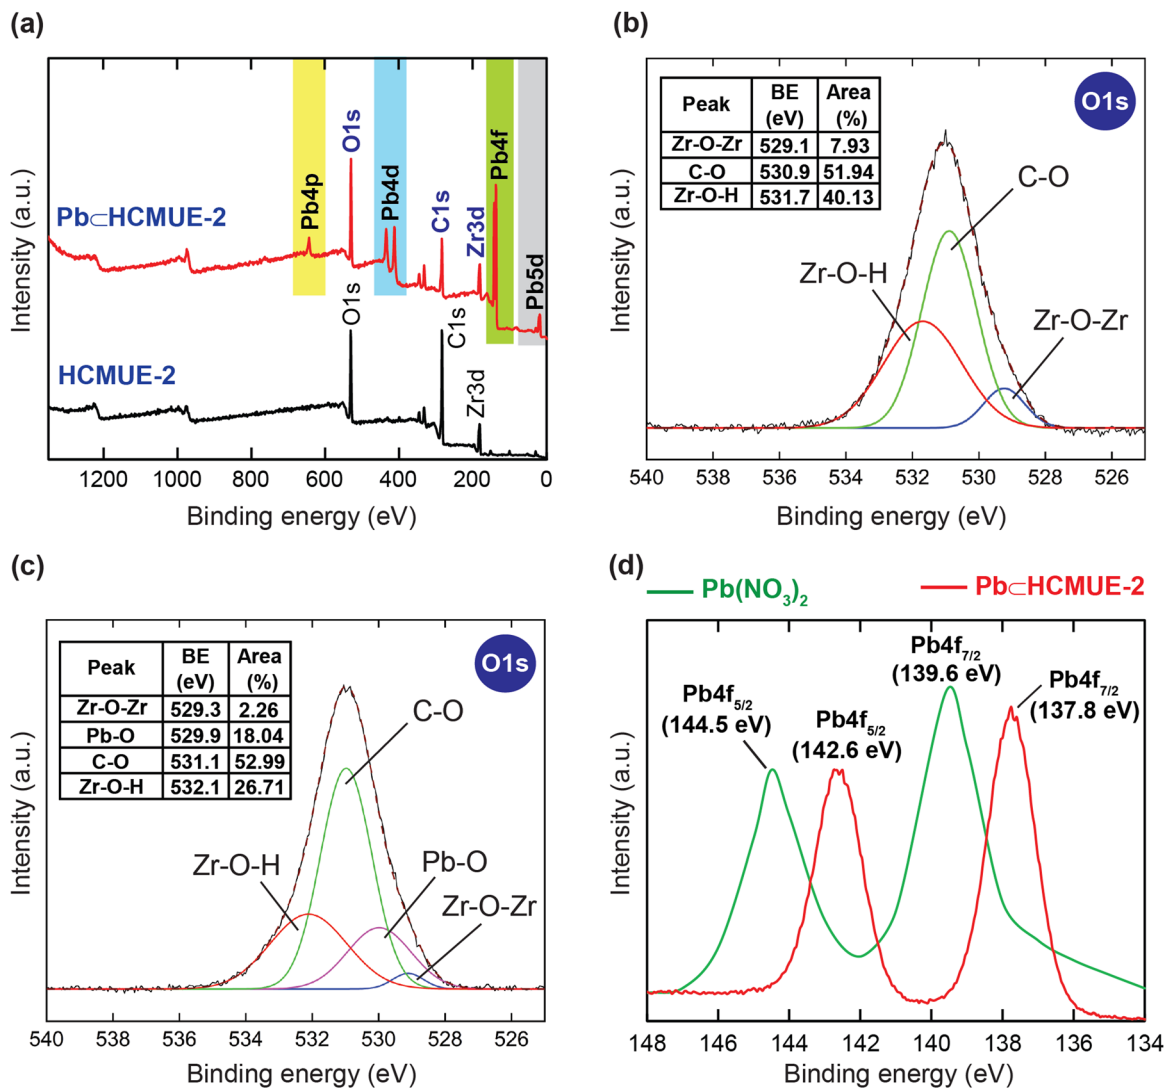 (a)
Intensity (a.u.)
Pb⊂HCMUE-2
HCMUE-2
Pb4p
O1s
Pb4d
C1s
Zr3d
Pb4f
Pb5d
O1s
C1s
Zr3d
1200 1000 800 600 400 200 0
Binding energy (eV)
(b)
Intensity (a.u.)
Peak BE (eV) Area (%)
Zr-O-Zr 529.1 7.93
C-O 530.9 51.94
Zr-O-H 531.7 40.13
O1s
C-O
Zr-O-H
Zr-O-Zr
540 538 536 534 532 530 528 526
Binding energy (eV)
(c)
Intensity (a.u.)
Peak BE (eV) Area (%)
Zr-O-Zr 529.3 2.26
Pb-O 529.9 18.04
C-O 531.1 52.99
Zr-O-H 532.1 26.71
O1s
C-O
Zr-O-H
Pb-O
Zr-O-Zr
540 538 536 534 532 530 528 526
Binding energy (eV)
(d)
Pb(NO₃)₂ Pb⊂HCMUE-2
Intensity (a.u.)
Pb4f5/2
(144.5 eV)
Pb4f5/2
(142.6 eV)
Pb4f7/2
(139.6 eV)
Pb4f7/2
(137.8 eV)
148 146 144 142 140 138 136 134
Binding energy (eV)